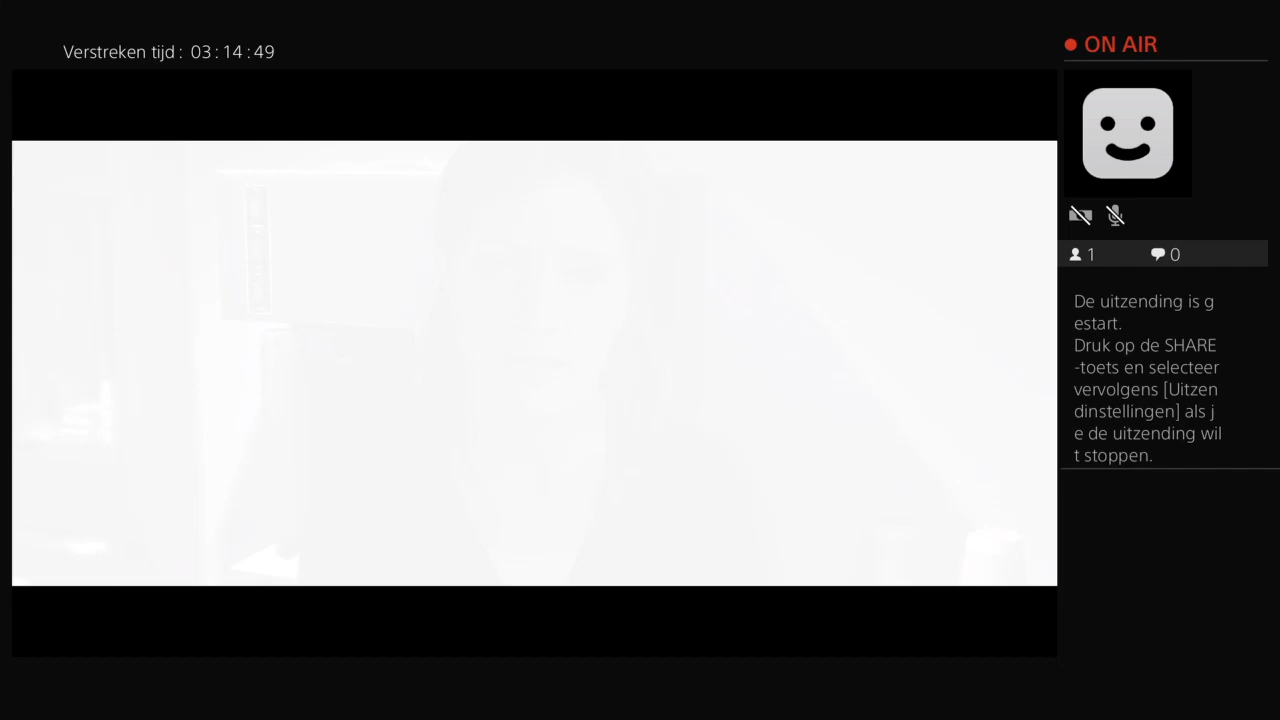 Verstreken tijd : 03 : 14 : 49
ON AIR
1 0
De uitzending is g
estart.
Druk op de SHARE
-toets en selecteer
vervolgens [Uitzen
dinstellingen] als j
e de uitzending wil
t stoppen.